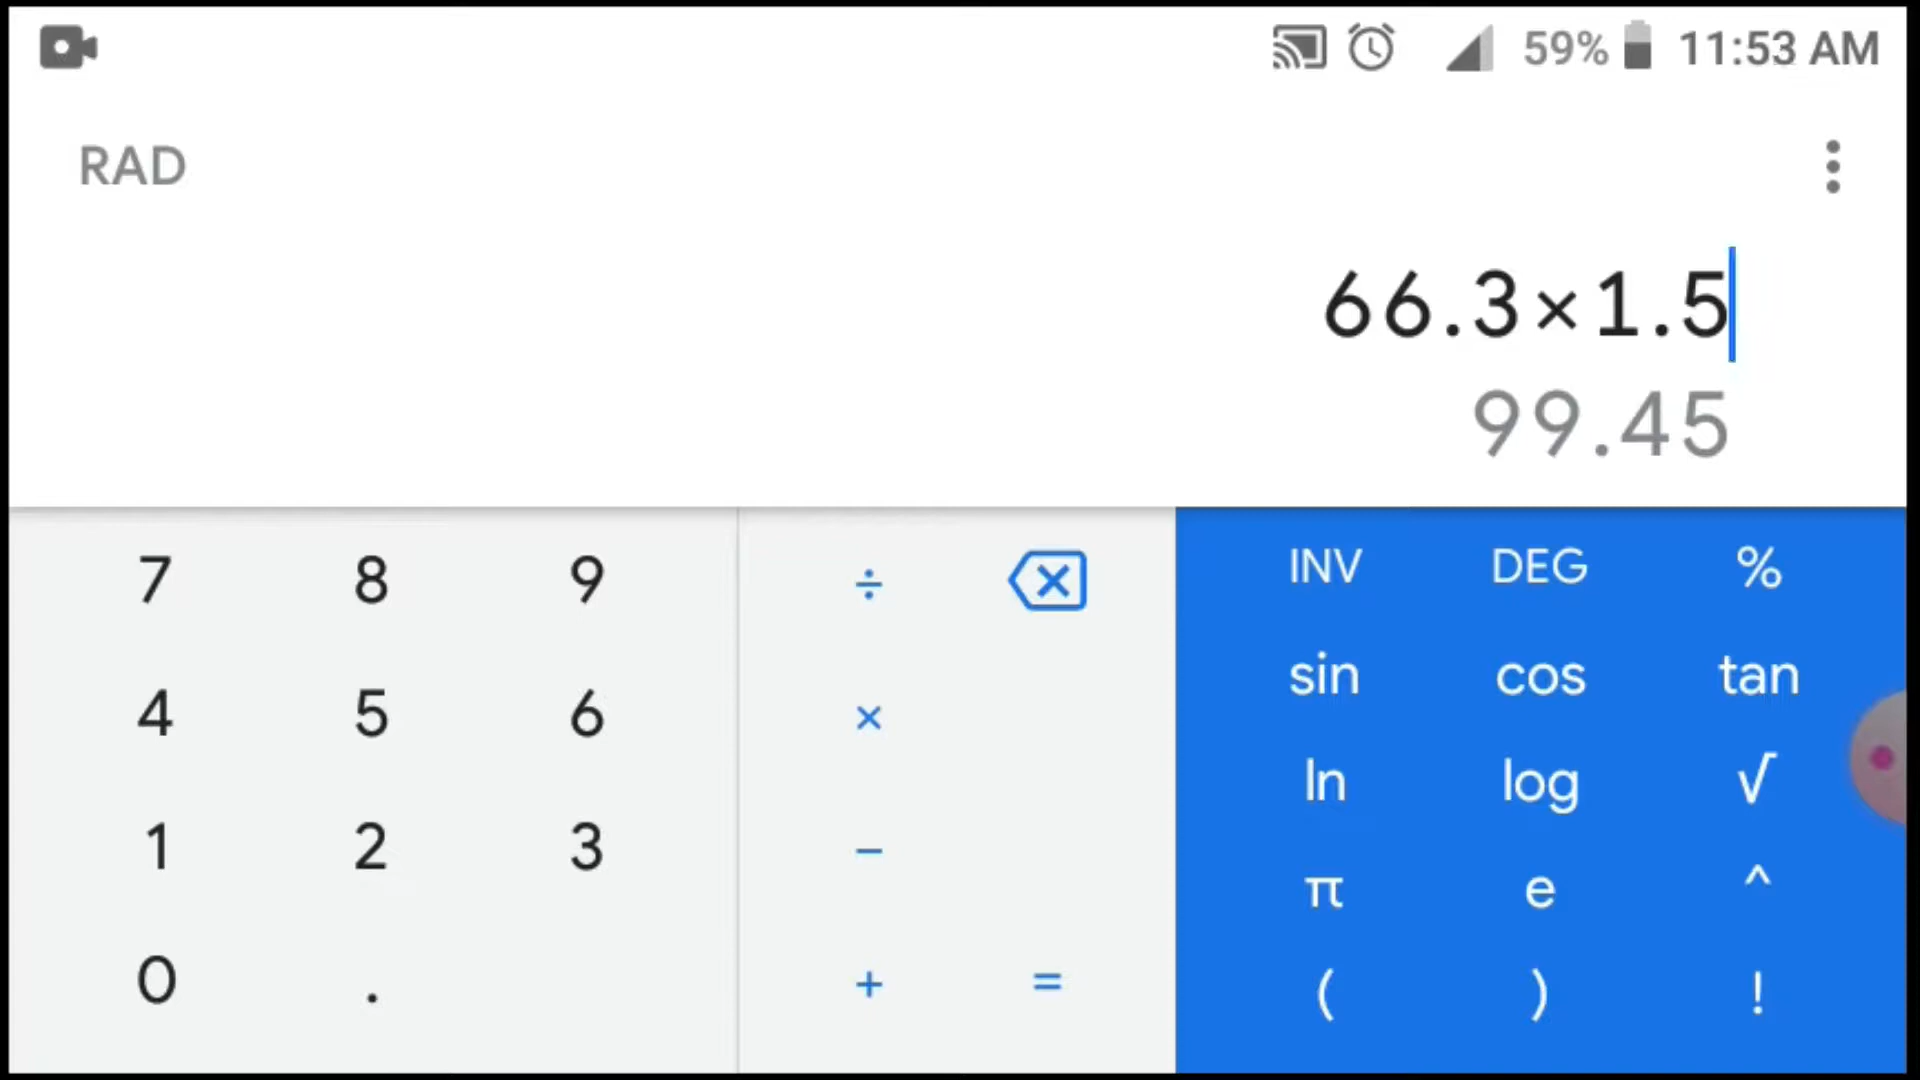 59% 11:53 AM
RAD
66.3×1.5
99.45
7 8 9 ÷ INV DEG %
4 5 6 × sin cos tan
1 2 3 − ln log √
0 . + = π e ^
( ) !